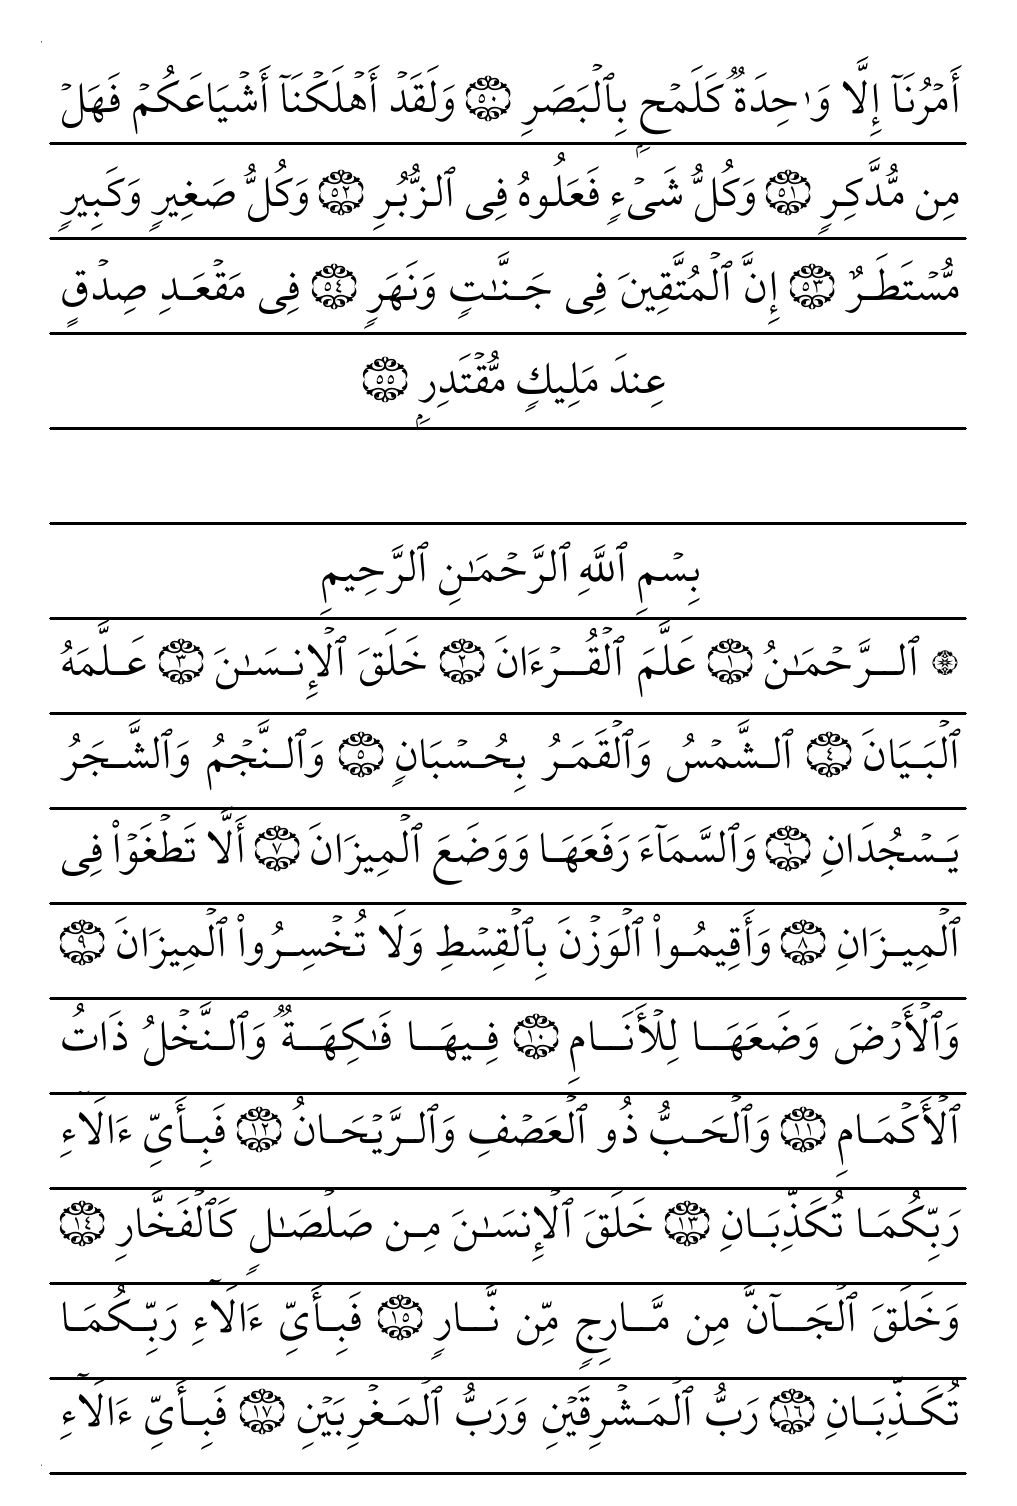 أَمْرُنَآ إِلَّا وَٰحِدَةٌ كَلَمْحٍۭ بِٱلْبَصَرِ ٥٠ وَلَقَدْ أَهْلَكْنَآ أَشْيَاعَكُمْ فَهَلْ
مِن مُّدَّكِرٍ ٥١ وَكُلُّ شَىْءٍ فَعَلُوهُ فِى ٱلزُّبُرِ ٥٢ وَكُلُّ صَغِيرٍ وَكَبِيرٍ
مُّسْتَطَرٌ ٥٣ إِنَّ ٱلْمُتَّقِينَ فِى جَنَّٰتٍ وَنَهَرٍ ٥٤ فِى مَقْعَدِ صِدْقٍ
عِندَ مَلِيكٍ مُّقْتَدِرٍۭ ٥٥
بِسْمِ ٱللَّهِ ٱلرَّحْمَٰنِ ٱلرَّحِيمِ
۞ ٱلرَّحْمَٰنُ ١ عَلَّمَ ٱلْقُرْءَانَ ٢ خَلَقَ ٱلْإِنسَٰنَ ٣ عَلَّمَهُ
ٱلْبَيَانَ ٤ ٱلشَّمْسُ وَٱلْقَمَرُ بِحُسْبَانٍ ٥ وَٱلنَّجْمُ وَٱلشَّجَرُ
يَسْجُدَانِ ٦ وَٱلسَّمَآءَ رَفَعَهَا وَوَضَعَ ٱلْمِيزَانَ ٧ أَلَّا تَطْغَوْا۟ فِى
ٱلْمِيزَانِ ٨ وَأَقِيمُوا۟ ٱلْوَزْنَ بِٱلْقِسْطِ وَلَا تُخْسِرُوا۟ ٱلْمِيزَانَ ٩
وَٱلْأَرْضَ وَضَعَهَا لِلْأَنَامِ ١٠ فِيهَا فَٰكِهَةٌ وَٱلنَّخْلُ ذَاتُ
ٱلْأَكْمَامِ ١١ وَٱلْحَبُّ ذُو ٱلْعَصْفِ وَٱلرَّيْحَانُ ١٢ فَبِأَىِّ ءَالَآءِ
رَبِّكُمَا تُكَذِّبَانِ ١٣ خَلَقَ ٱلْإِنسَٰنَ مِن صَلْصَٰلٍ كَٱلْفَخَّارِ ١٤
وَخَلَقَ ٱلْجَآنَّ مِن مَّارِجٍ مِّن نَّارٍ ١٥ فَبِأَىِّ ءَالَآءِ رَبِّكُمَا
تُكَذِّبَانِ ١٦ رَبُّ ٱلْمَشْرِقَيْنِ وَرَبُّ ٱلْمَغْرِبَيْنِ ١٧ فَبِأَىِّ ءَالَآءِ